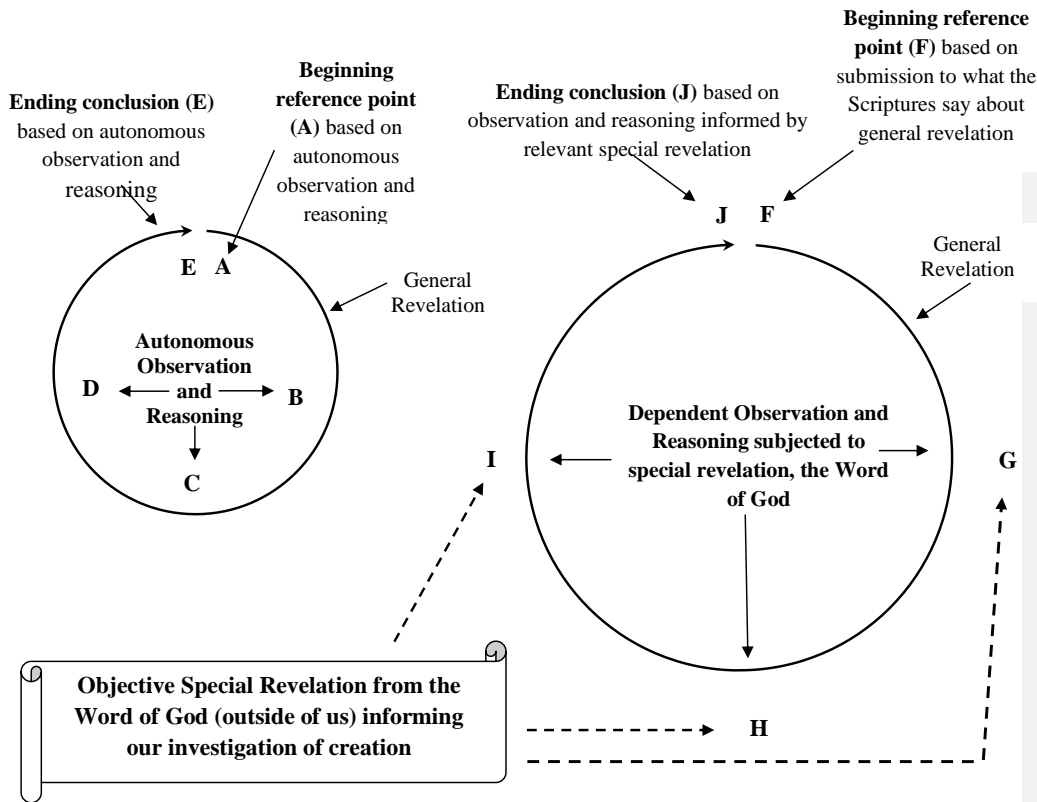 Ending conclusion (E)
based on autonomous
observation and
reasoning
Beginning
reference point
(A) based on
autonomous
observation and
reasoning
E A
General
Revelation
Autonomous
Observation
and
Reasoning
D
B
C
Ending conclusion (J) based on
observation and reasoning informed by
relevant special revelation
Beginning reference
point (F) based on
submission to what the
Scriptures say about
general revelation
J F
General
Revelation
Dependent Observation and
Reasoning subjected to
special revelation, the Word
of God
I
G
H
Objective Special Revelation from the
Word of God (outside of us) informing
our investigation of creation